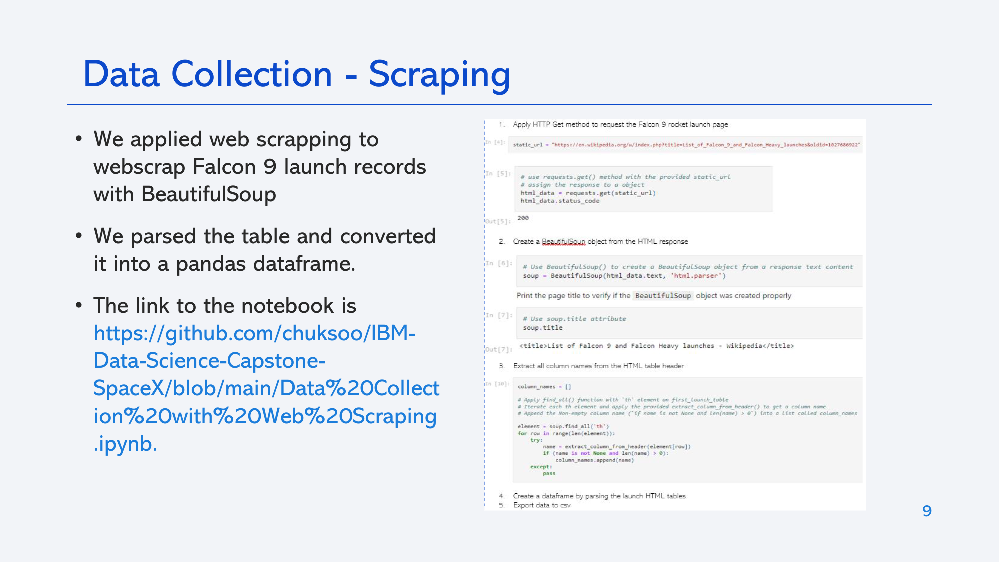 Data Collection - Scraping
• We applied web scrapping to
webscrap Falcon 9 launch records
with BeautifulSoup
• We parsed the table and converted
it into a pandas dataframe.
• The link to the notebook is
https://github.com/chuksoo/IBM-
Data-Science-Capstone-
SpaceX/blob/main/Data%20Collect
ion%20with%20Web%20Scraping
.ipynb.
1. Apply HTTP Get method to request the Falcon 9 rocket launch page
In [4]: static_url = "https://en.wikipedia.org/w/index.php?title=List_of_Falcon_9_and_Falcon_Heavy_launches&oldid=1027686922"
In [5]: # use requests.get() method with the provided static_url
# assign the response to a object
html_data = requests.get(static_url)
html_data.status_code
Out[5]: 200
2. Create a BeautifulSoup object from the HTML response
In [6]: # Use BeautifulSoup() to create a BeautifulSoup object from a response text content
soup = BeautifulSoup(html_data.text, 'html.parser')
Print the page title to verify if the BeautifulSoup object was created properly
In [7]: # Use soup.title attribute
soup.title
Out[7]: <title>List of Falcon 9 and Falcon Heavy launches - Wikipedia</title>
3. Extract all column names from the HTML table header
In [10]: column_names = []
# Apply find_all() function with `th` element on first_launch_table
# Iterate each th element and apply the provided extract_column_from_header() to get a column name
# Append the Non-empty column name (`if name is not None and len(name) > 0`) into a list called column_names
element = soup.find_all('th')
for row in range(len(element)):
try:
name = extract_column_from_header(element[row])
if (name is not None and len(name) > 0):
column_names.append(name)
except:
pass
4. Create a dataframe by parsing the launch HTML tables
5. Export data to csv
9